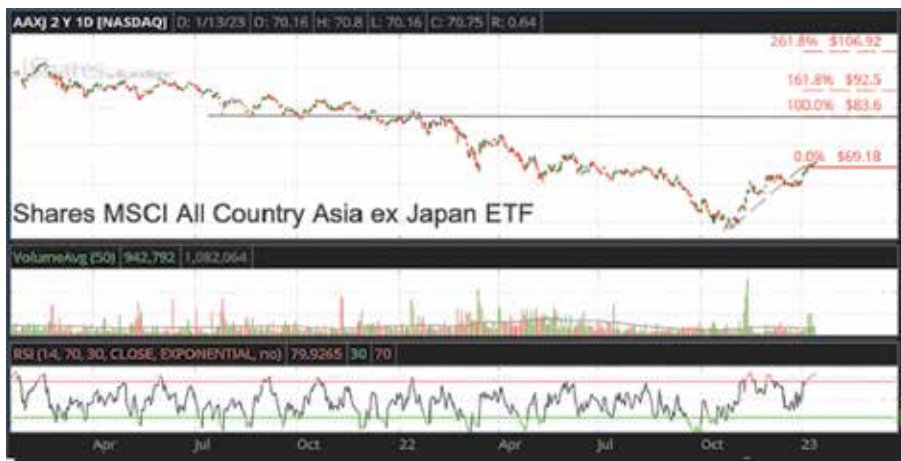 AAXJ 2 Y 1D [NASDAQ] D: 1/13/23 O: 70.16 H: 70.8 L: 70.16 C: 70.75 R: 0.64
261.8% $106.92
iShares
161.8% $92.5
100.0% $83.6
0.0% $69.18
Shares MSCI All Country Asia ex Japan ETF
VolumeAvg (50) 942,792 1,082,064
RSI (14, 70, 30, CLOSE, EXPONENTIAL, no) 79.9265 30 70
Apr Jul Oct 22 Apr Jul Oct 23